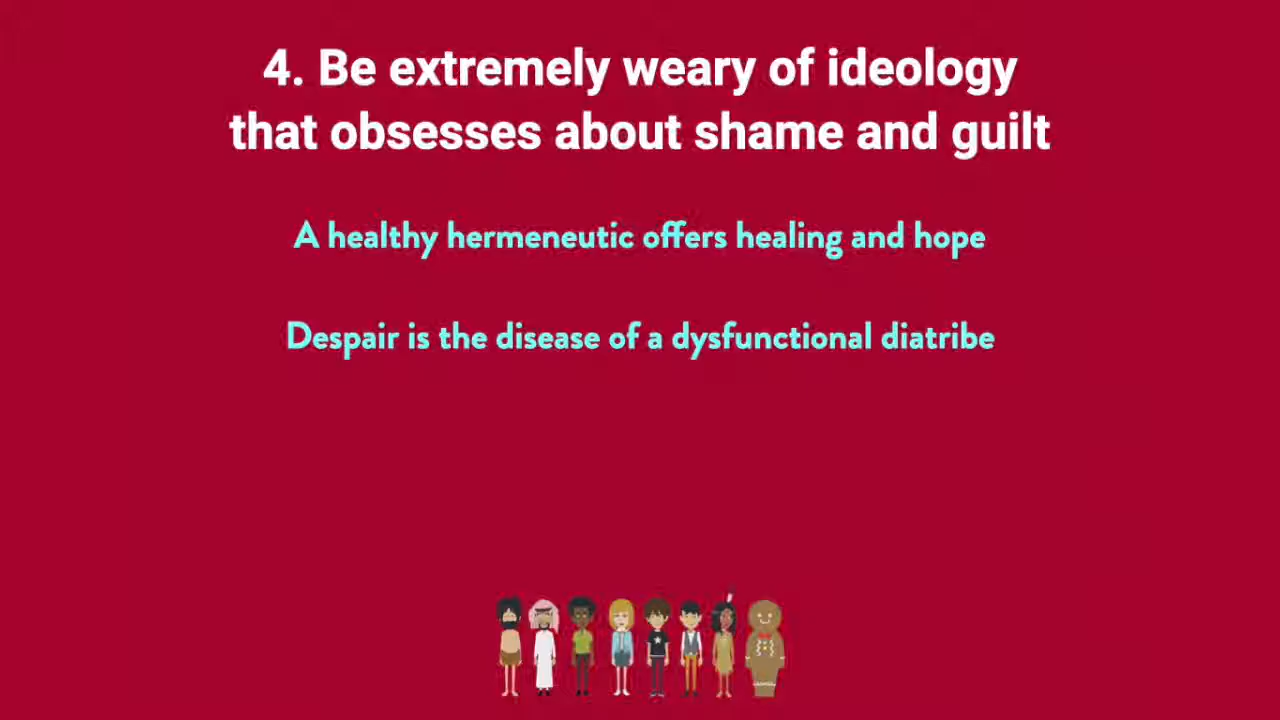 4. Be extremely weary of ideology
that obsesses about shame and guilt
A healthy hermeneutic offers healing and hope
Despair is the disease of a dysfunctional diatribe